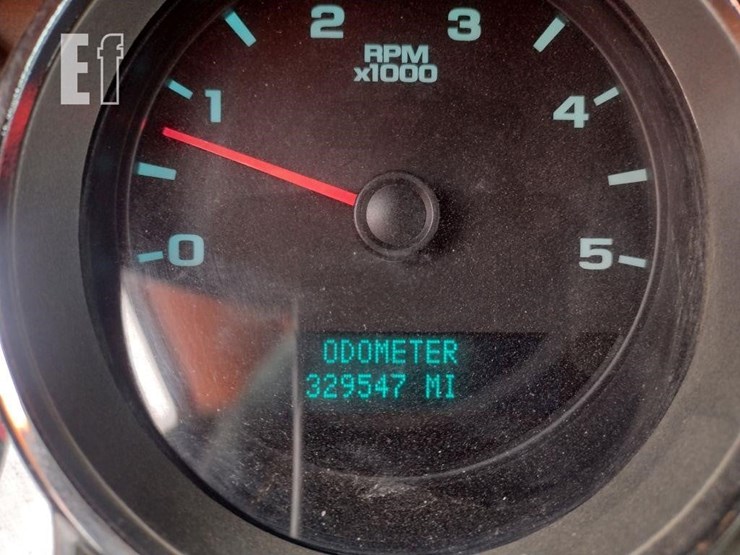 Ef
2 3
RPM
x1000
1 4
0 5
ODOMETER
329547 MI